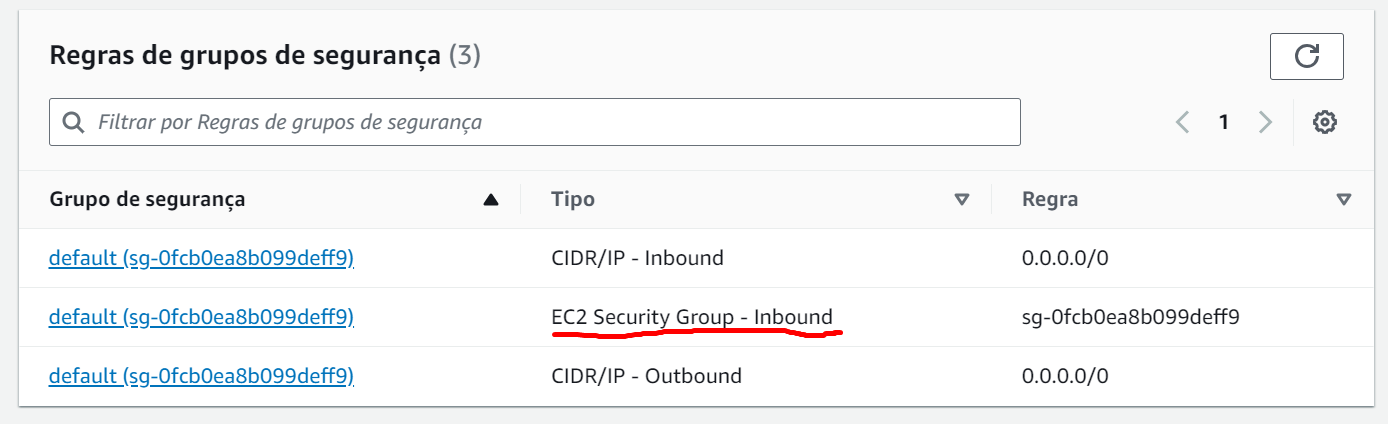 Regras de grupos de segurança (3)
Filtrar por Regras de grupos de segurança
1
Grupo de segurança Tipo Regra
default (sg-0fcb0ea8b099deff9) CIDR/IP - Inbound 0.0.0.0/0
default (sg-0fcb0ea8b099deff9) EC2 Security Group - Inbound sg-0fcb0ea8b099deff9
default (sg-0fcb0ea8b099deff9) CIDR/IP - Outbound 0.0.0.0/0